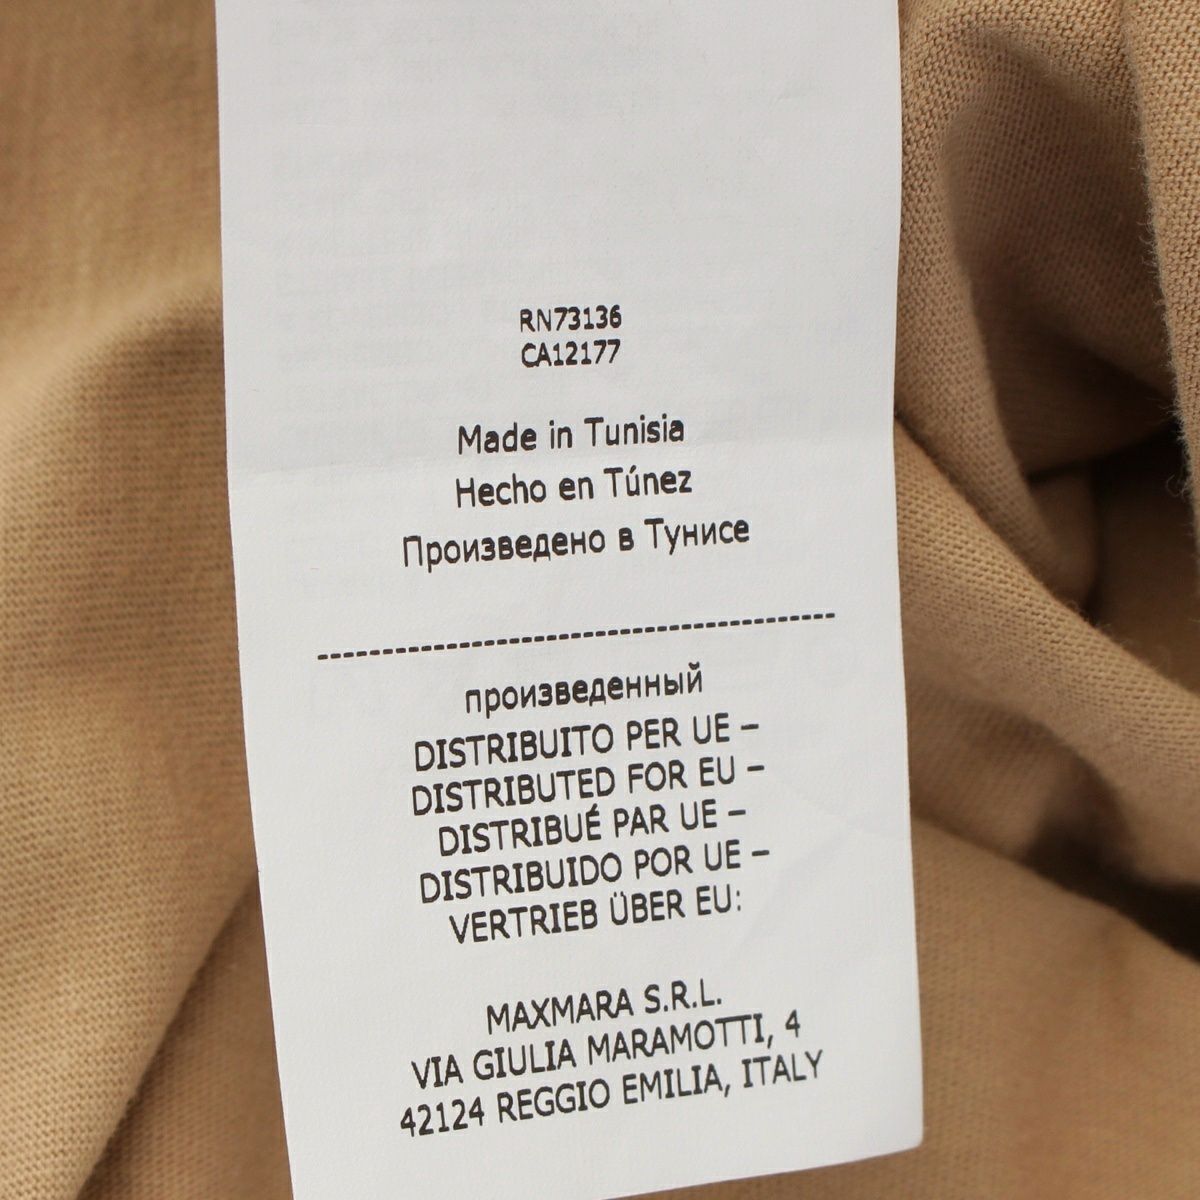 RN73136
CA12177
Made in Tunisia
Hecho en Túnez
Произведено в Тунисе
произведенный
DISTRIBUITO PER UE –
DISTRIBUTED FOR EU –
DISTRIBUÉ PAR UE –
DISTRIBUIDO POR UE –
VERTRIEB ÜBER EU:
MAXMARA S.R.L.
VIA GIULIA MARAMOTTI, 4
42124 REGGIO EMILIA, ITALY